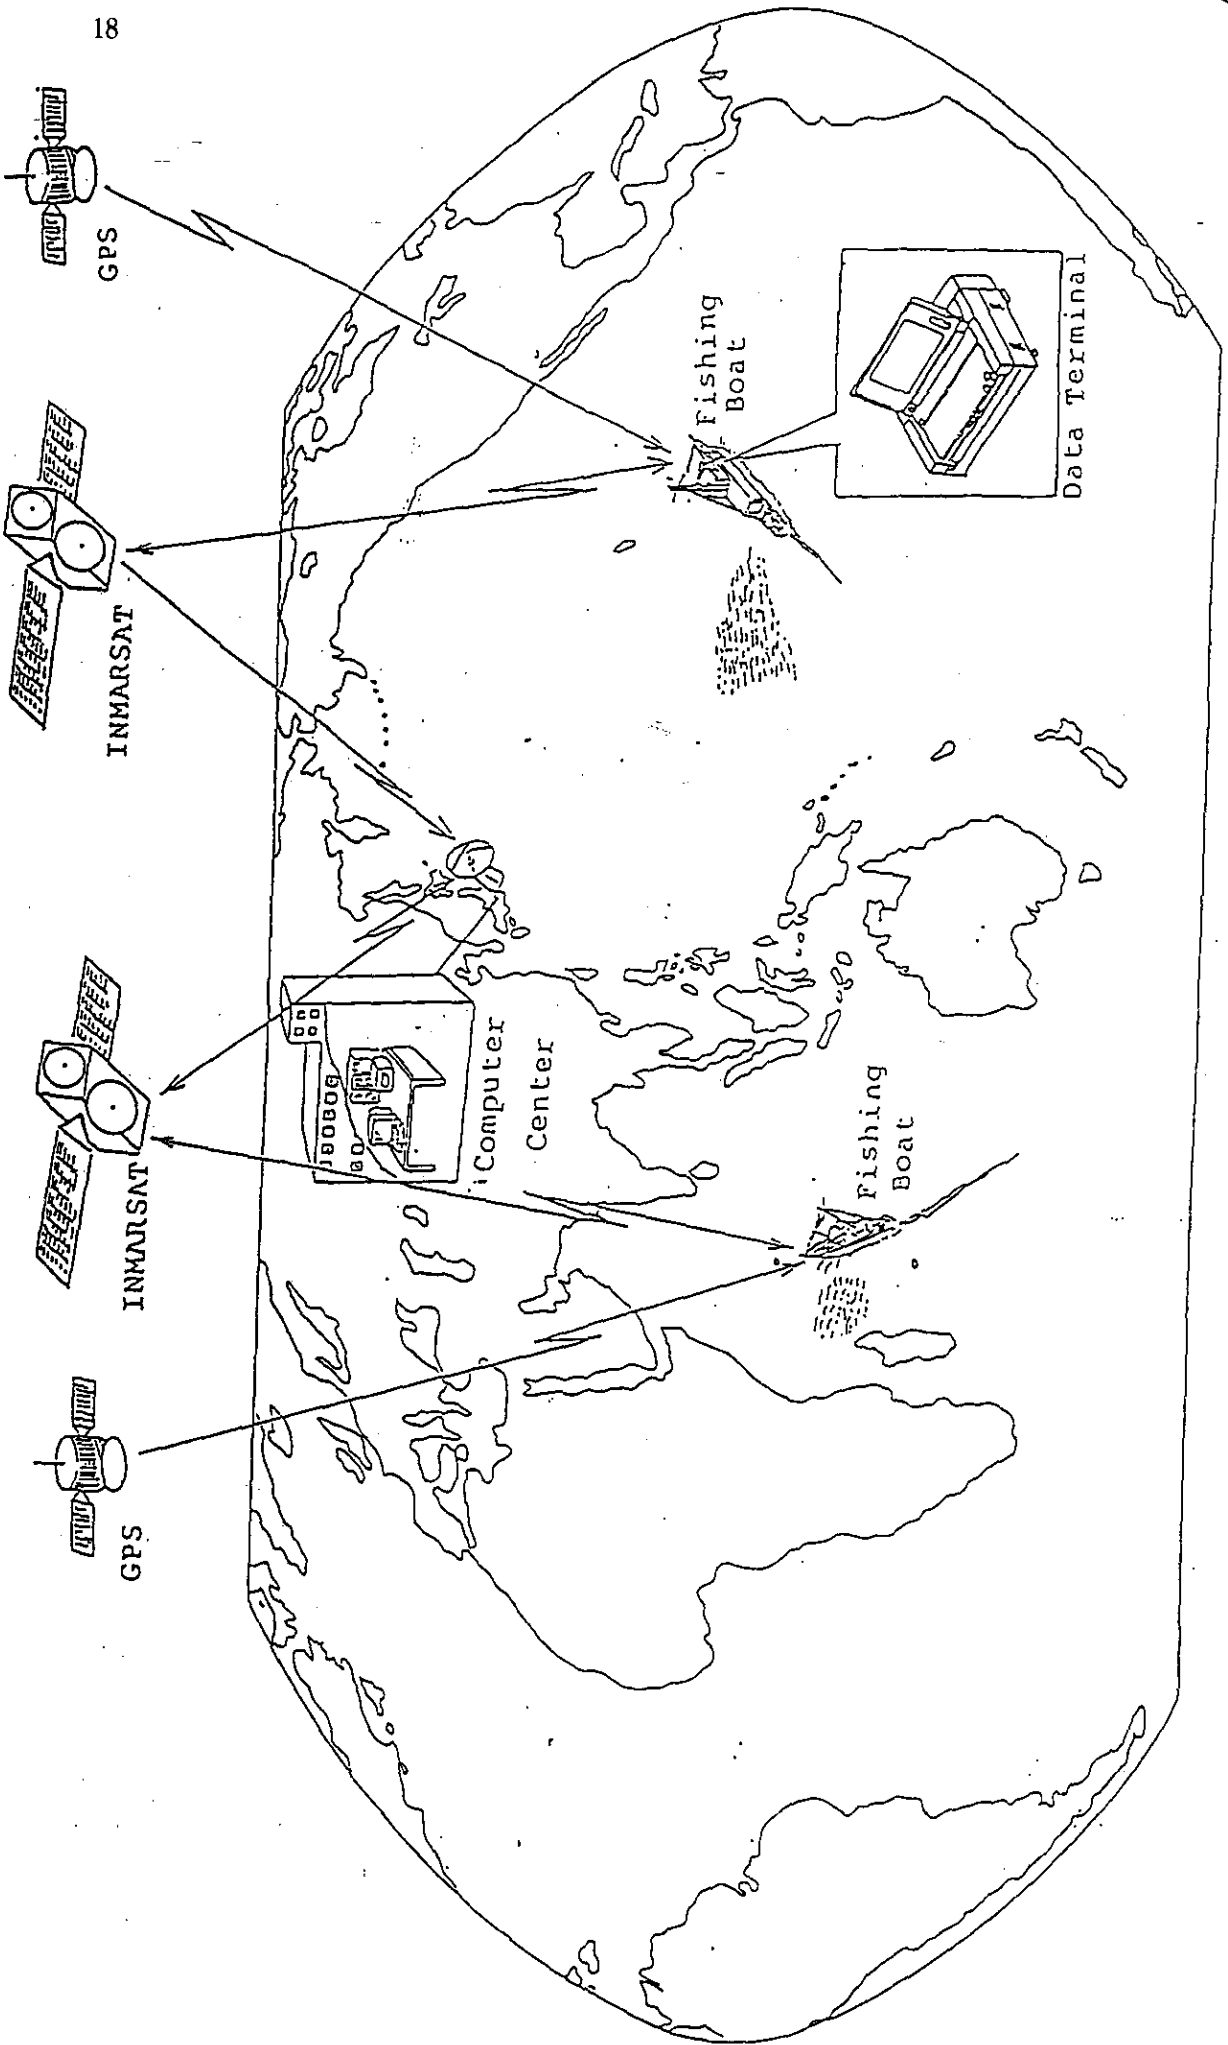 18
GPS
INMARSAT
INMARSAT
GPS
Computer
Center
Fishing
Boat
Fishing
Boat
Data Terminal